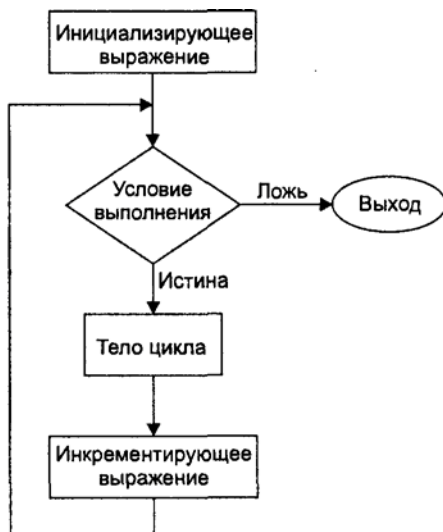 Инициализирующее
выражение
Условие
выполнения
Ложь
Выход
Истина
Тело цикла
Инкрементирующее
выражение